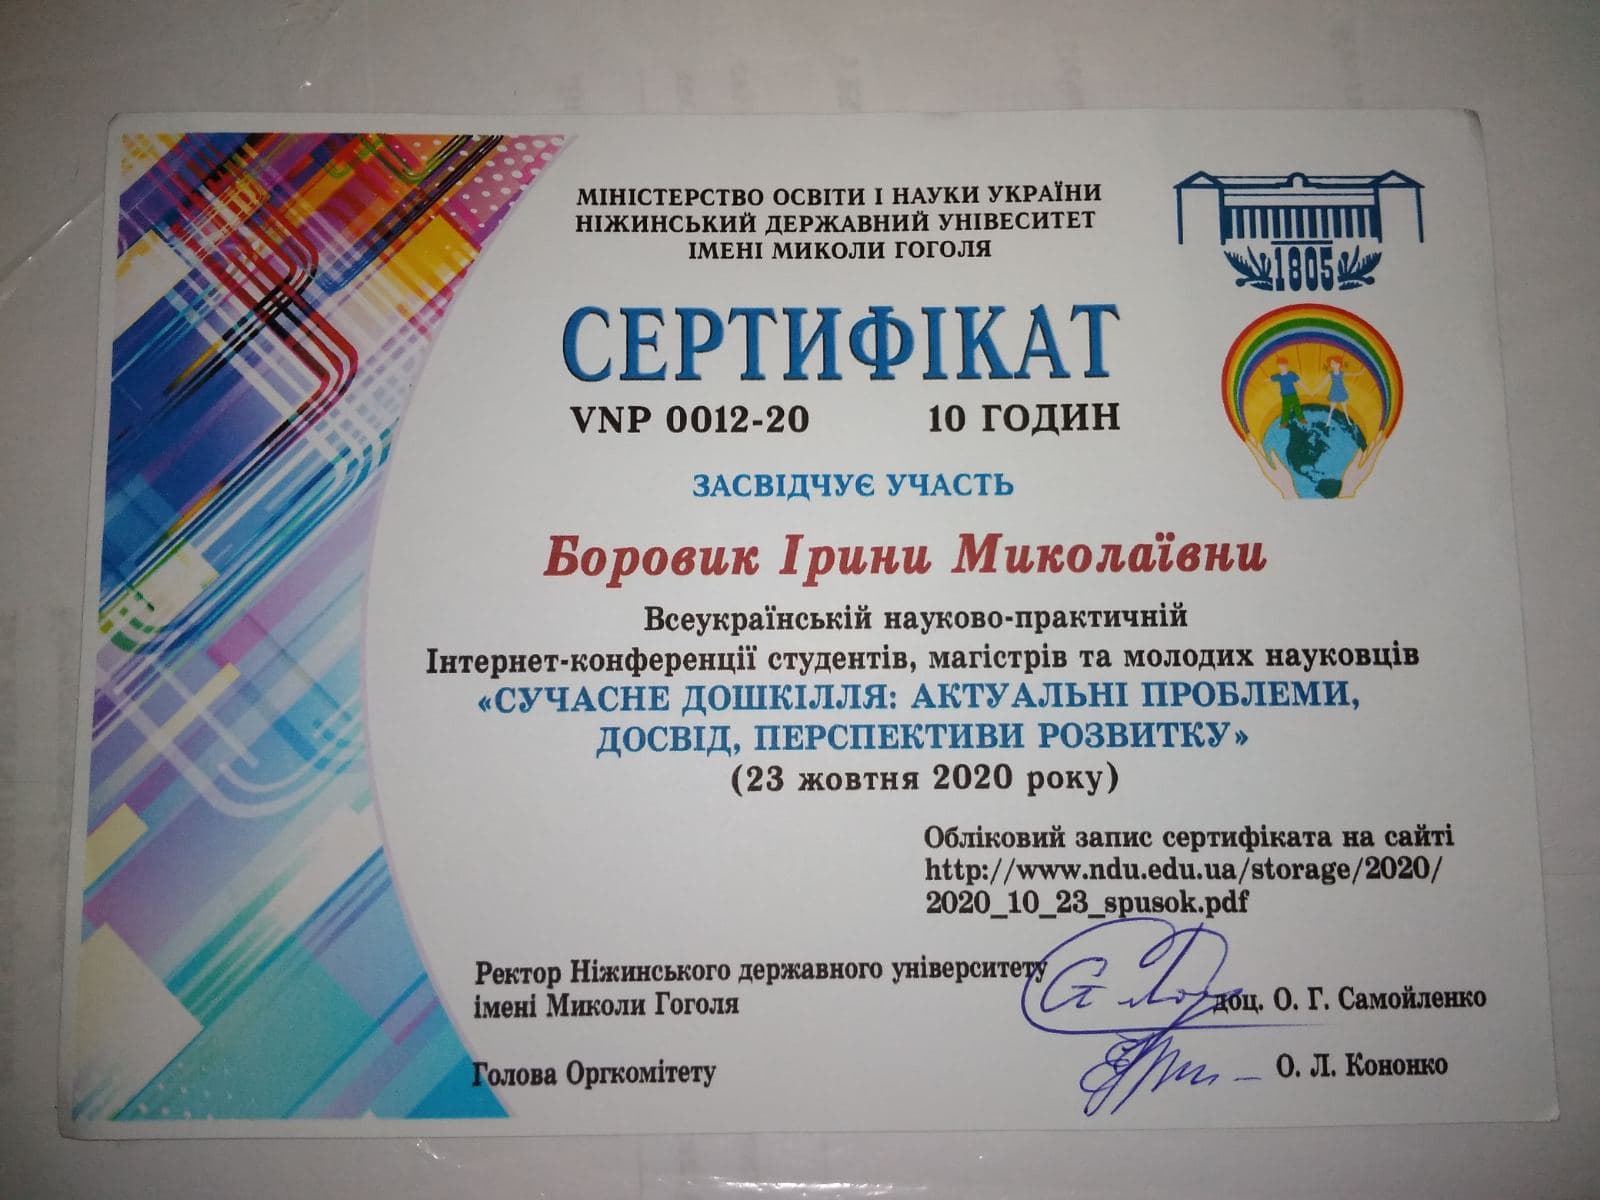 МІНІСТЕРСТВО ОСВІТИ І НАУКИ УКРАЇНИ
НІЖИНСЬКИЙ ДЕРЖАВНИЙ УНІВЕСИТЕТ
ІМЕНІ МИКОЛИ ГОГОЛЯ
1805
СЕРТИФІКАТ
VNP 0012-20 10 ГОДИН
ЗАСВІДЧУЄ УЧАСТЬ
Боровик Ірини Миколаївни
Всеукраїнській науково-практичній
Інтернет-конференції студентів, магістрів та молодих науковців
«СУЧАСНЕ ДОШКІЛЛЯ: АКТУАЛЬНІ ПРОБЛЕМИ,
ДОСВІД, ПЕРСПЕКТИВИ РОЗВИТКУ»
(23 жовтня 2020 року)
Обліковий запис сертифіката на сайті
http://www.ndu.edu.ua/storage/2020/
2020_10_23_spusok.pdf
Ректор Ніжинського державного університету
імені Миколи Гоголя доц. О. Г. Самойленко
Голова Оргкомітету О. Л. Кононко